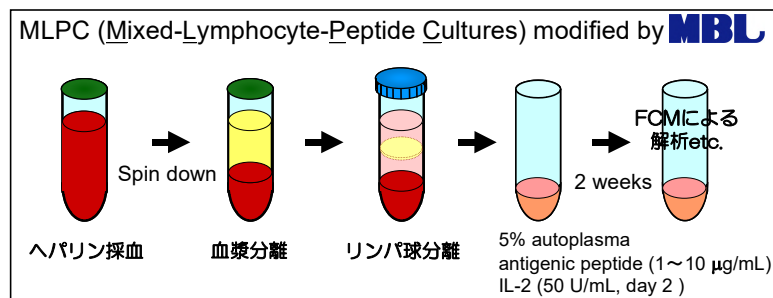 MLPC (Mixed-Lymphocyte-Peptide Cultures) modified by MBL
Spin down
2 weeks
FCMによる
解析etc.
ヘパリン採血
血漿分離
リンパ球分離
5% autoplasma
antigenic peptide (1～10 μg/mL)
IL-2 (50 U/mL, day 2 )